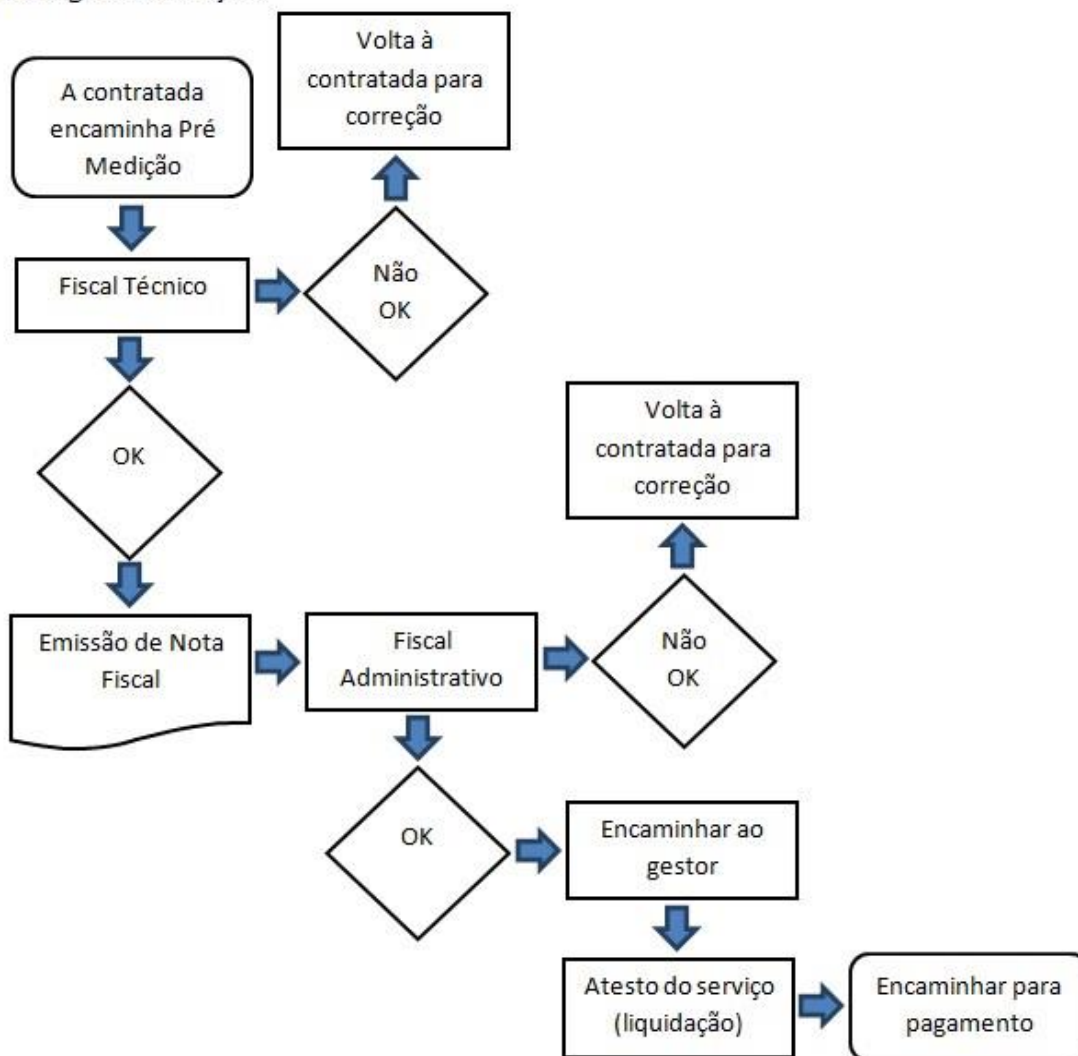 A contratada
encaminha Pré
Medição
Volta à
contratada para
correção
Fiscal Técnico
Não
OK
OK
Volta à
contratada para
correção
Emissão de Nota
Fiscal
Fiscal
Administrativo
Não
OK
OK
Encaminhar ao
gestor
Atesto do serviço
(liquidação)
Encaminhar para
pagamento